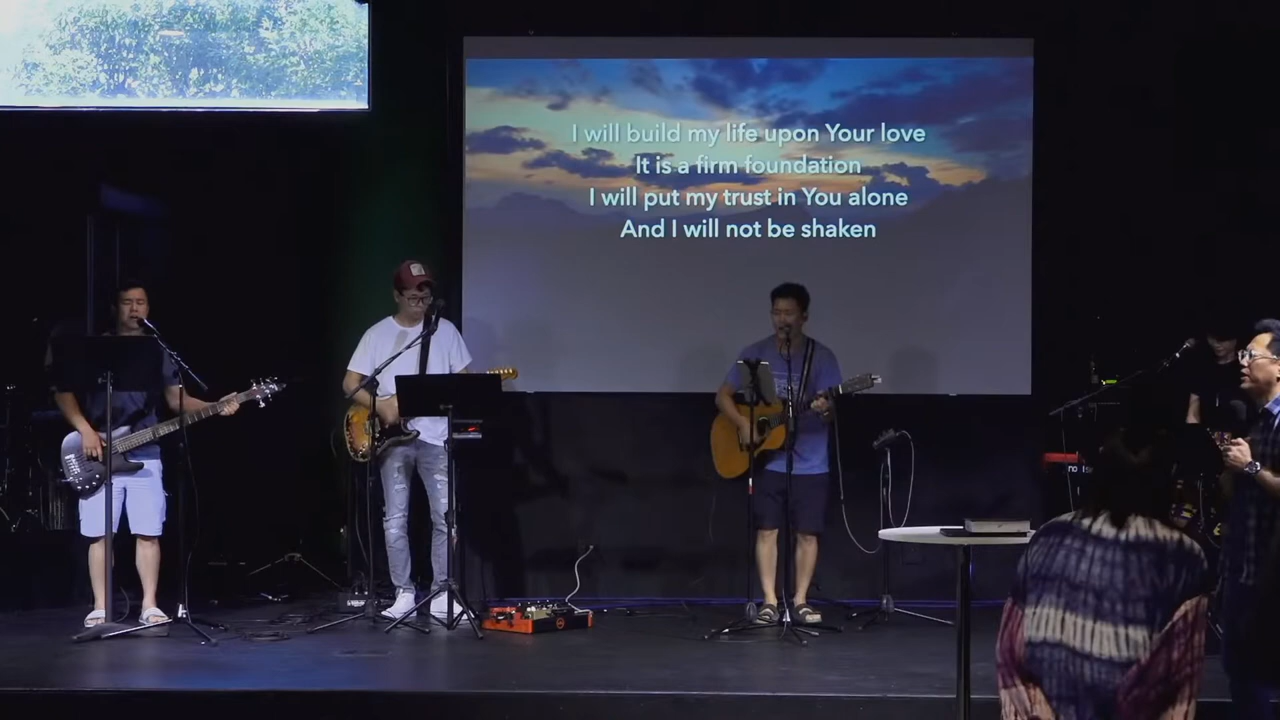 I will build my life upon Your love
It is a firm foundation
I will put my trust in You alone
And I will not be shaken